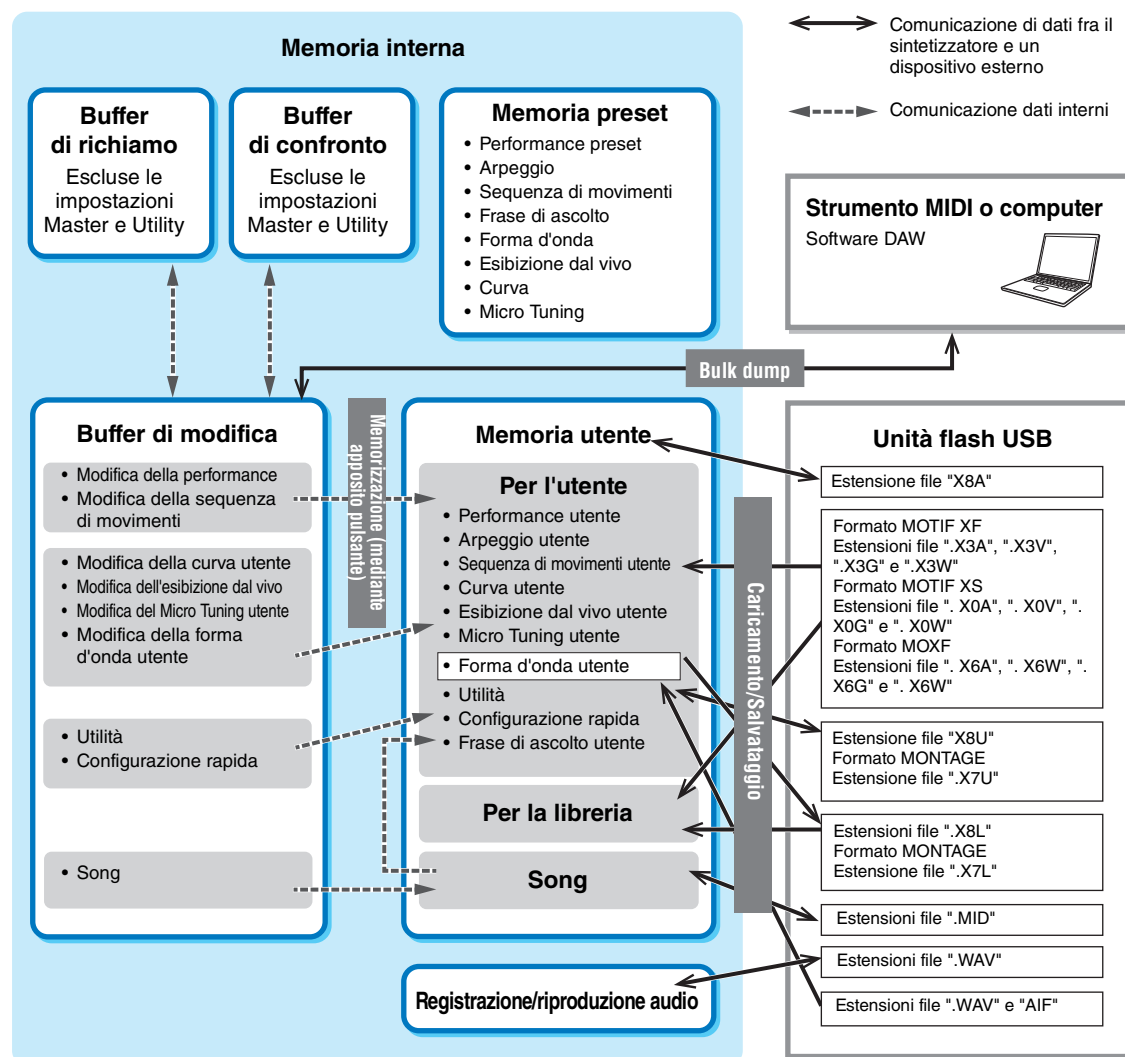 Memoria interna
Comunicazione di dati fra il
sintetizzatore e un
dispositivo esterno
Comunicazione dati interni
Buffer
di richiamo
Escluse le
impostazioni
Master e Utility
Buffer
di confronto
Escluse le
impostazioni
Master e Utility
Memoria preset
• Performance preset
• Arpeggio
• Sequenza di movimenti
• Frase di ascolto
• Forma d'onda
• Esibizione dal vivo
• Curva
• Micro Tuning
Strumento MIDI o computer
Software DAW
Bulk dump
Buffer di modifica
• Modifica della performance
• Modifica della sequenza
di movimenti
• Modifica della curva utente
• Modifica dell'esibizione dal vivo
• Modifica del Micro Tuning utente
• Modifica della forma
d'onda utente
• Utilità
• Configurazione rapida
• Song
Memorizzazione (mediante
apposito pulsante)
Memoria utente
Per l'utente
• Performance utente
• Arpeggio utente
• Sequenza di movimenti utente
• Curva utente
• Esibizione dal vivo utente
• Micro Tuning utente
• Forma d'onda utente
• Utilità
• Configurazione rapida
• Frase di ascolto utente
Per la libreria
Song
Registrazione/riproduzione audio
Caricamento/Salvataggio
Unità flash USB
Estensione file "X8A"
Formato MOTIF XF
Estensioni file ".X3A", ".X3V",
".X3G" e ".X3W"
Formato MOTIF XS
Estensioni file ". X0A", ". X0V", ".
X0G" e ". X0W"
Formato MOXF
Estensioni file ". X6A", ". X6W", ".
X6G" e ". X6W"
Estensione file "X8U"
Formato MONTAGE
Estensione file ".X7U"
Estensioni file ".X8L"
Formato MONTAGE
Estensione file ".X7L"
Estensioni file ".MID"
Estensioni file ".WAV"
Estensioni file ".WAV" e "AIF"